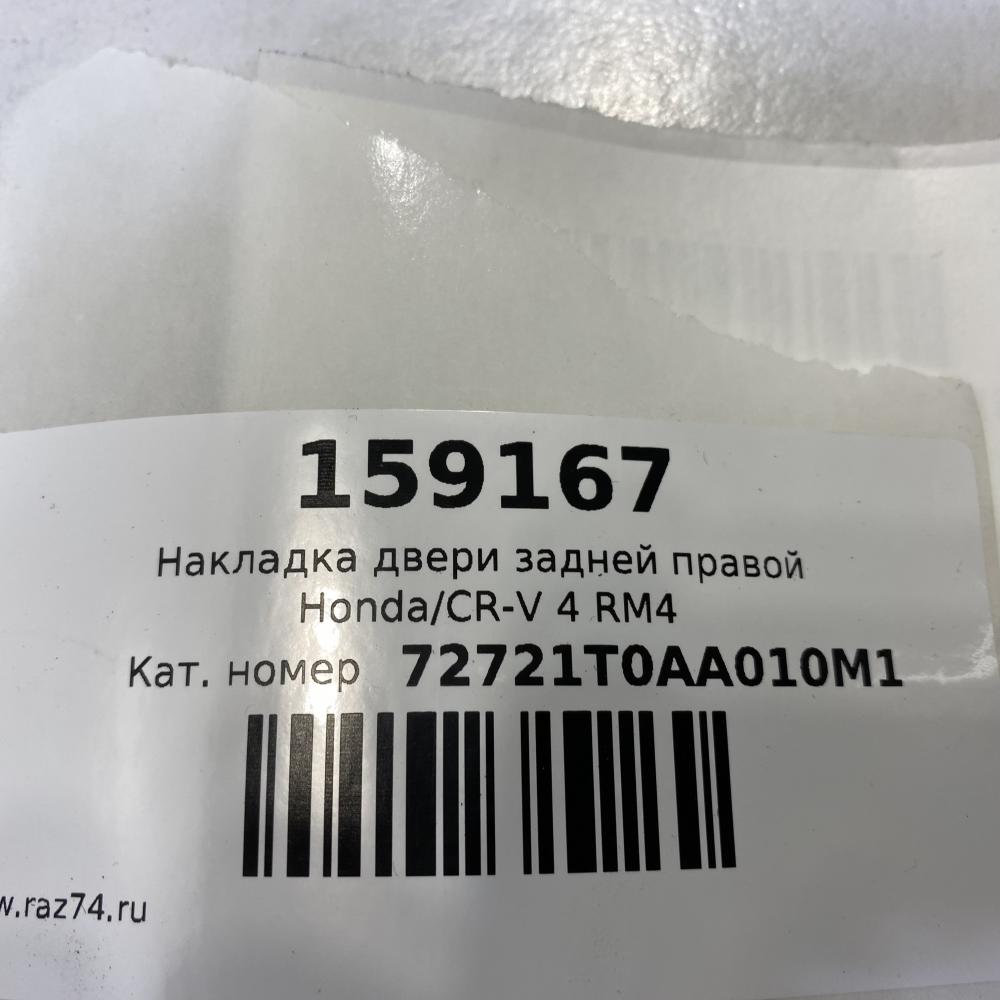 159167
Накладка двери задней правой
Honda/CR-V 4 RM4
Кат. номер 72721T0AA010M1
w.raz74.ru